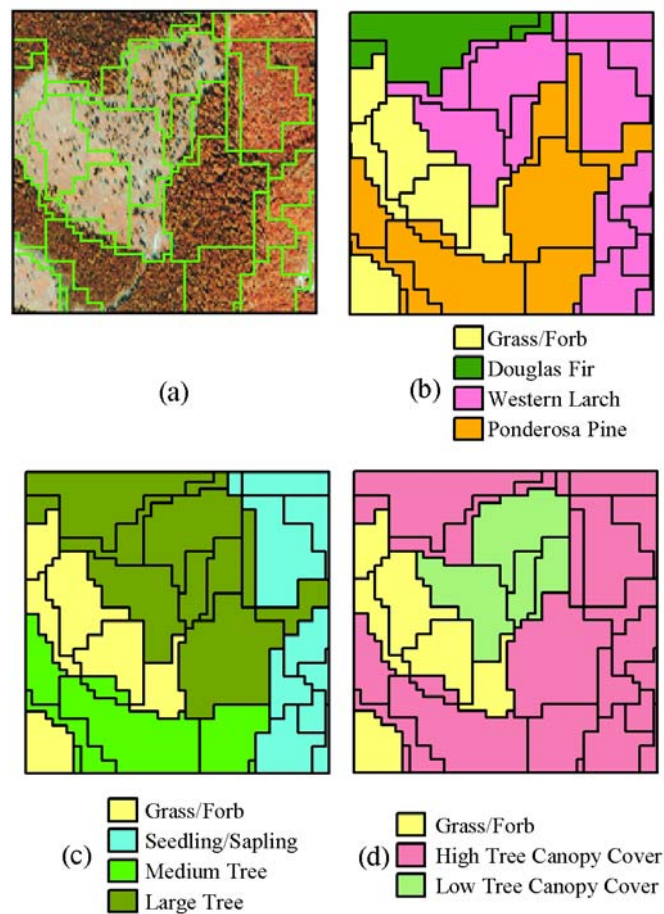 (a)
(b)
Grass/Forb
Douglas Fir
Western Larch
Ponderosa Pine
(c)
Grass/Forb
Seedling/Sapling
Medium Tree
Large Tree
(d)
Grass/Forb
High Tree Canopy Cover
Low Tree Canopy Cover